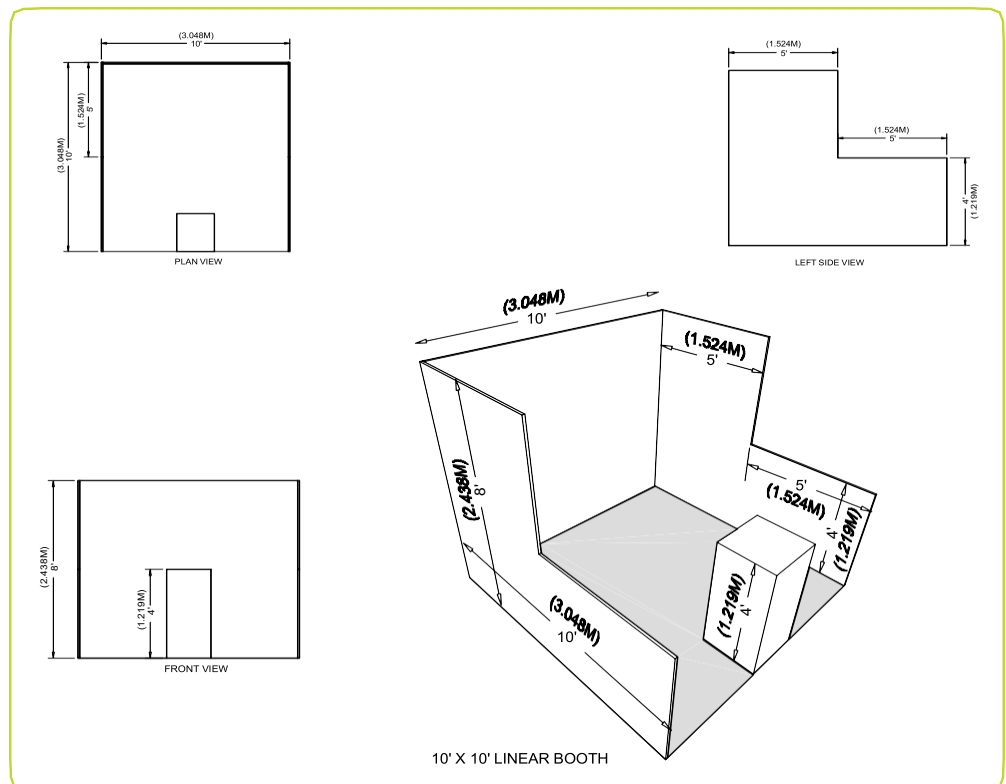 (3.048M)
10'
(1.524M)
5'
(3.048M)
10'
PLAN VIEW
(1.524M)
5'
(1.524M)
5'
4'
(1.219M)
LEFT SIDE VIEW
(3.048M)
10'
(1.524M)
5'
(2.438M)
8'
5'
(1.524M)
4'
(1.219M)
(1.219M)
4'
(3.048M)
10'
(2.438M)
8'
(1.219M)
4'
FRONT VIEW
10' X 10' LINEAR BOOTH